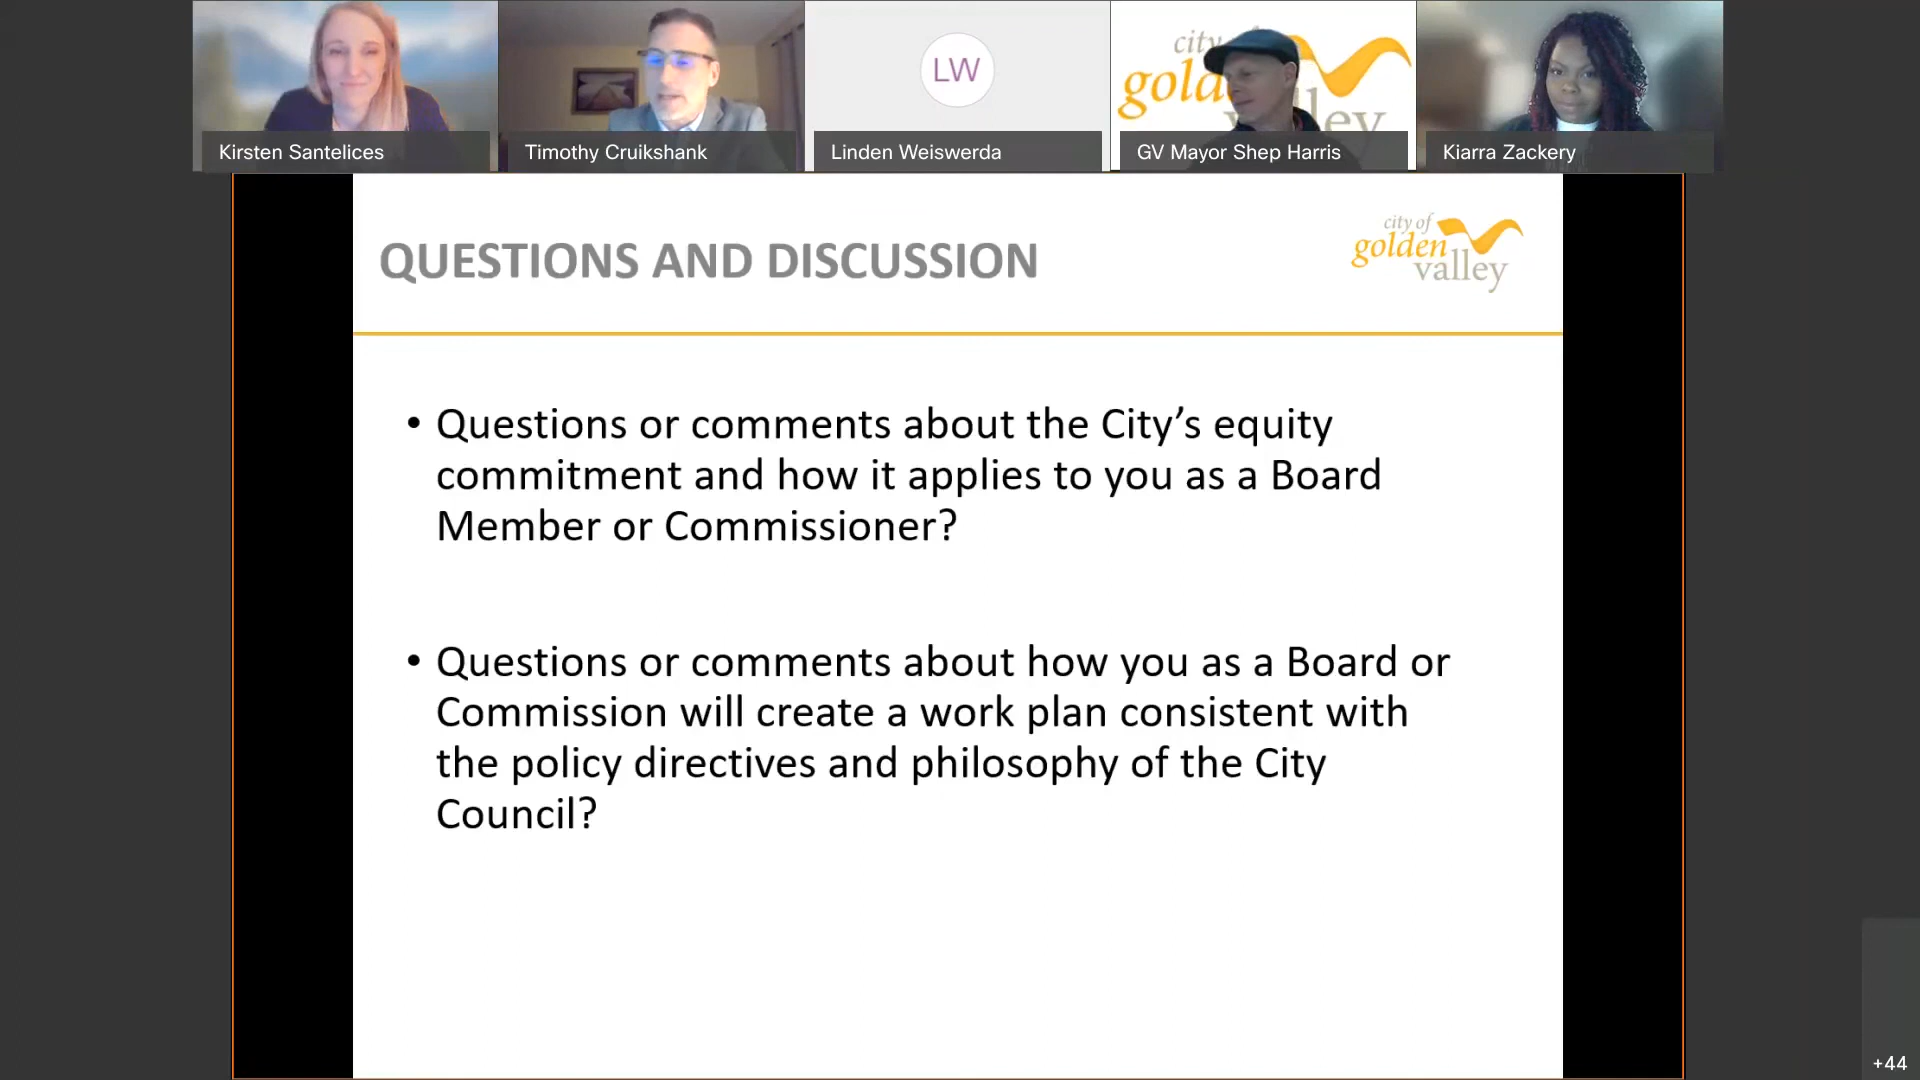 LW
city
gold
lley
Kirsten Santelices
Timothy Cruikshank
Linden Weiswerda
GV Mayor Shep Harris
Kiarra Zackery
QUESTIONS AND DISCUSSION
city of
golden
valley
• Questions or comments about the City’s equity
commitment and how it applies to you as a Board
Member or Commissioner?
• Questions or comments about how you as a Board or
Commission will create a work plan consistent with
the policy directives and philosophy of the City
Council?
+44